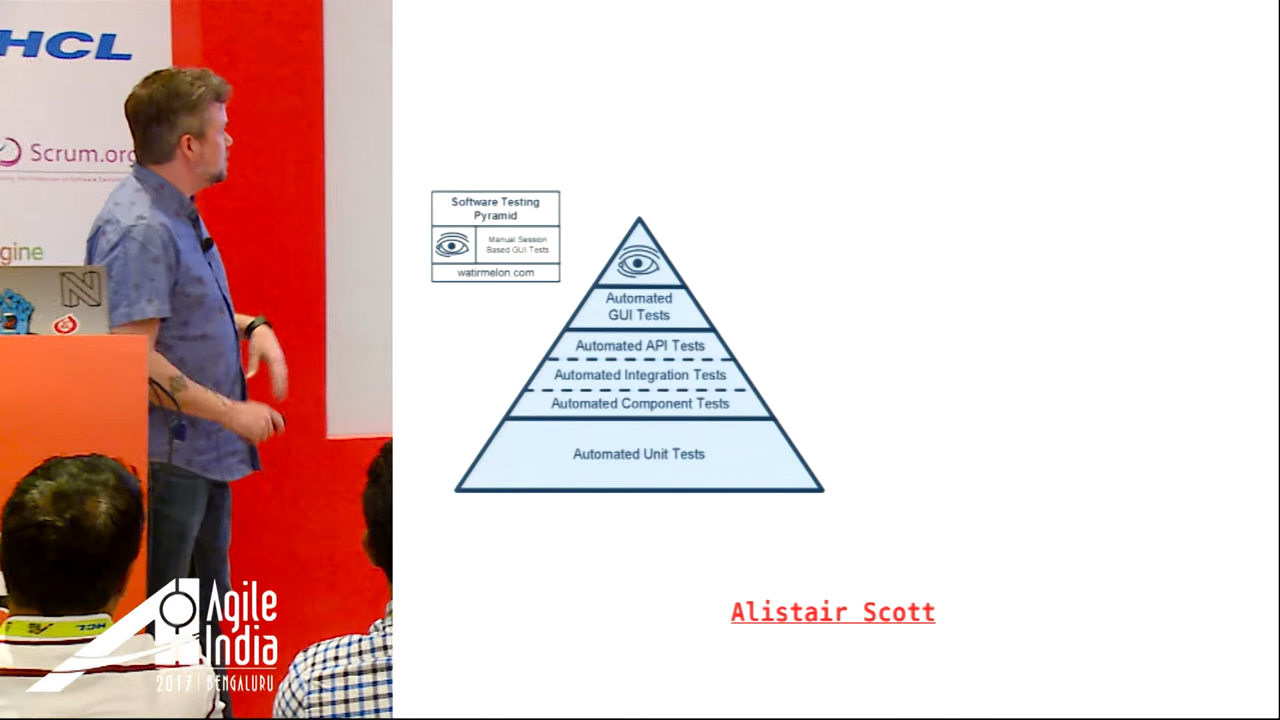 HCL
Scrum.org
gine
N
Software Testing
Pyramid
Manual Session
Based GUI Tests
watirmelon.com
Automated
GUI Tests
Automated API Tests
Automated Integration Tests
Automated Component Tests
Automated Unit Tests
Alistair Scott
HCL
Agile
India
2017 | BENGALURU